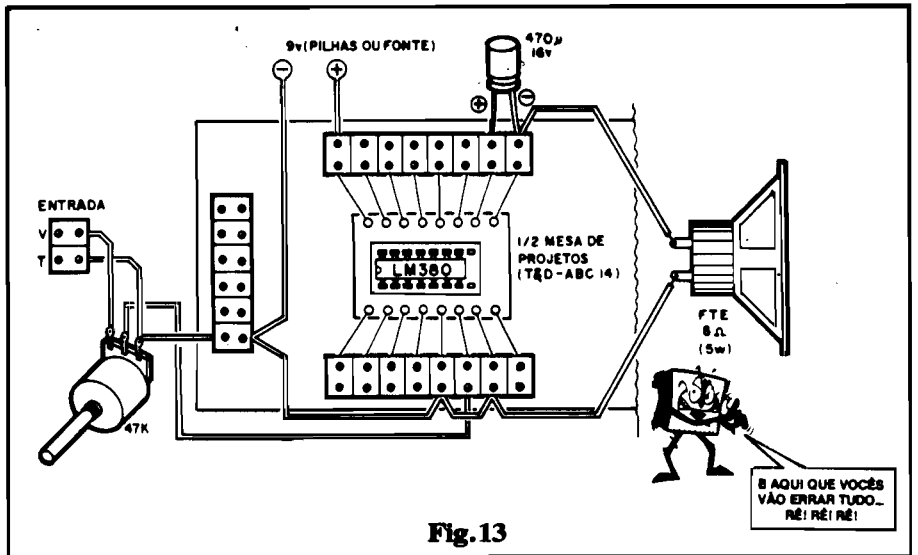 9v (PILHAS OU FONTE)
470µ
16v
ENTRADA
V
T
47K
LM380
1/2 MESA DE
PROJETOS
(T&D-ABC 14)
FTE
8 Ω
(5w)
É AQUI QUE VOCÊS
VÃO ERRAR TUDO...
RÊ! RÊ! RÊ!
Fig.13